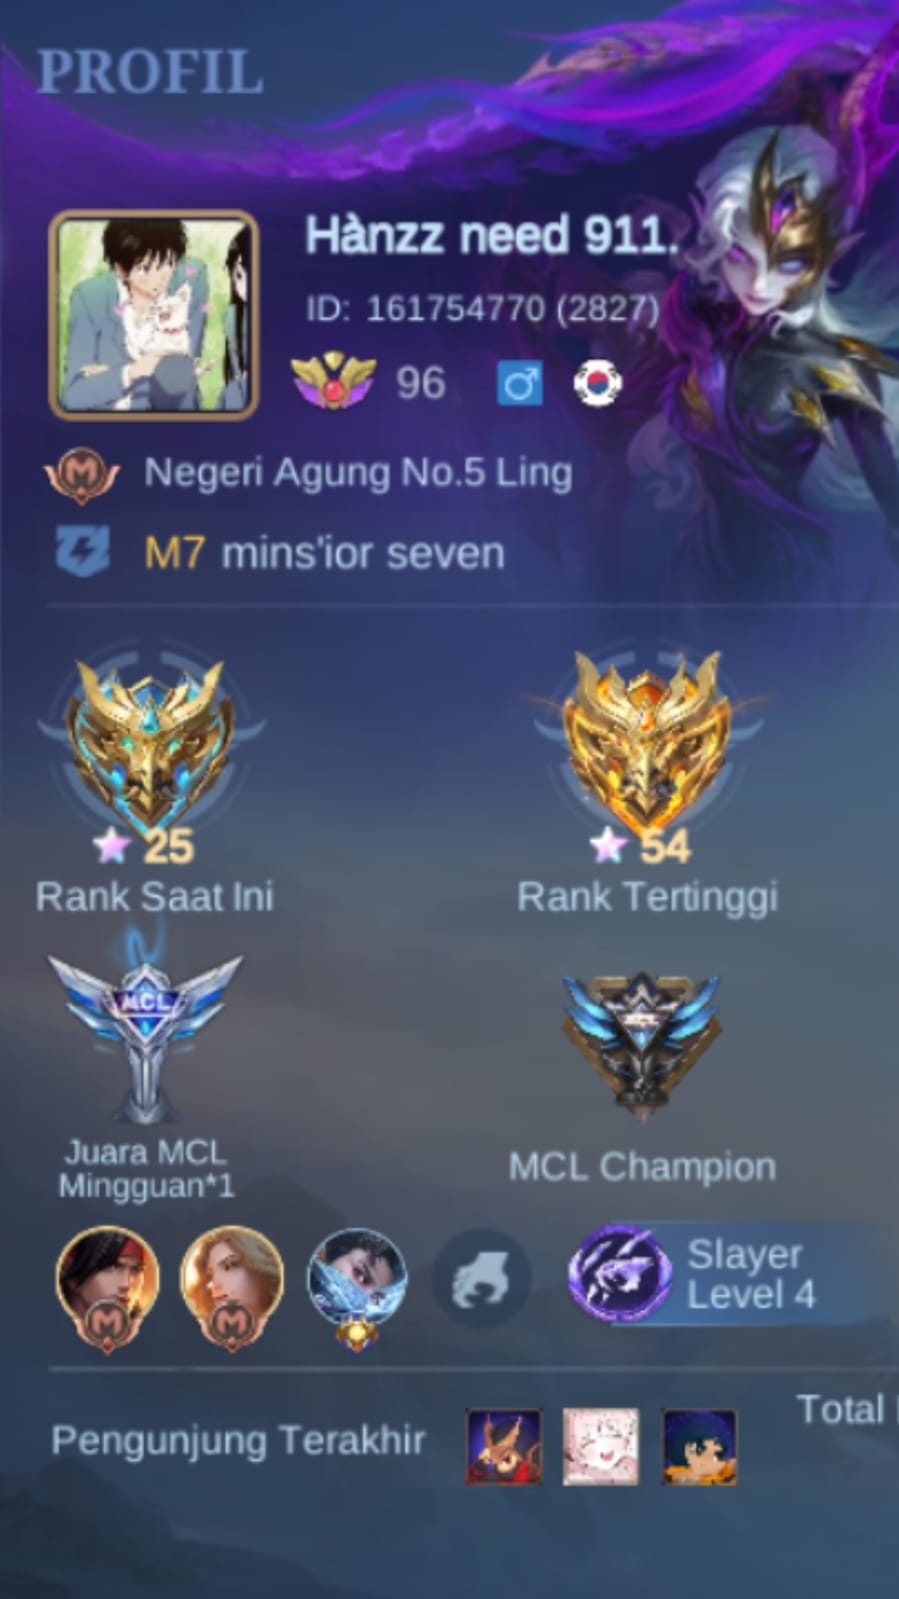 PROFIL
Hànzz need 911.
ID: 161754770 (2827)
96
Negeri Agung No.5 Ling
M7 mins'ior seven
25
54
Rank Saat Ini
Rank Tertinggi
MCL
Juara MCL
Mingguan*1
MCL Champion
Slayer
Level 4
Total
Pengunjung Terakhir